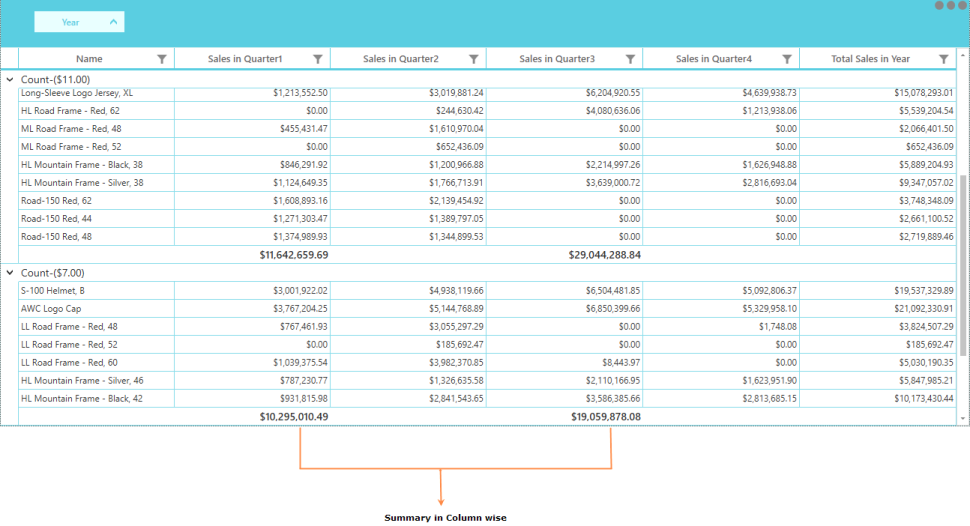 Year
Name Sales in Quarter1 Sales in Quarter2 Sales in Quarter3 Sales in Quarter4 Total Sales in Year
Count-($11.00)
Long-Sleeve Logo Jersey, XL $1,213,552.50 $3,019,881.24 $6,204,920.55 $4,639,938.73 $15,078,293.01
HL Road Frame - Red, 62 $0.00 $244,630.42 $4,080,636.06 $1,213,938.06 $5,539,204.54
ML Road Frame - Red, 48 $455,431.47 $1,610,970.04 $0.00 $0.00 $2,066,401.50
ML Road Frame - Red, 52 $0.00 $652,436.09 $0.00 $0.00 $652,436.09
HL Mountain Frame - Black, 38 $846,291.92 $1,200,966.88 $2,214,997.26 $1,626,948.88 $5,889,204.93
HL Mountain Frame - Silver, 38 $1,124,649.35 $1,766,713.91 $3,639,000.72 $2,816,693.04 $9,347,057.02
Road-150 Red, 62 $1,608,893.16 $2,139,454.92 $0.00 $0.00 $3,748,348.09
Road-150 Red, 44 $1,271,303.47 $1,389,797.05 $0.00 $0.00 $2,661,100.52
Road-150 Red, 48 $1,374,989.93 $1,344,899.53 $0.00 $0.00 $2,719,889.46
$11,642,659.69 $29,044,288.84
Count-($7.00)
S-100 Helmet, B $3,001,922.02 $4,938,119.66 $6,504,481.85 $5,092,806.37 $19,537,329.89
AWC Logo Cap $3,767,204.25 $5,144,768.89 $6,850,399.66 $5,329,958.10 $21,092,330.91
LL Road Frame - Red, 48 $767,461.93 $3,055,297.29 $0.00 $1,748.08 $3,824,507.29
LL Road Frame - Red, 52 $0.00 $185,692.47 $0.00 $0.00 $185,692.47
LL Road Frame - Red, 60 $1,039,375.54 $3,982,370.85 $8,443.97 $0.00 $5,030,190.35
HL Mountain Frame - Silver, 46 $787,230.77 $1,326,635.58 $2,110,166.95 $1,623,951.90 $5,847,985.21
HL Mountain Frame - Black, 42 $931,815.98 $2,841,543.65 $3,586,385.66 $2,813,685.15 $10,173,430.44
$10,295,010.49 $19,059,878.08
Summary in Column wise